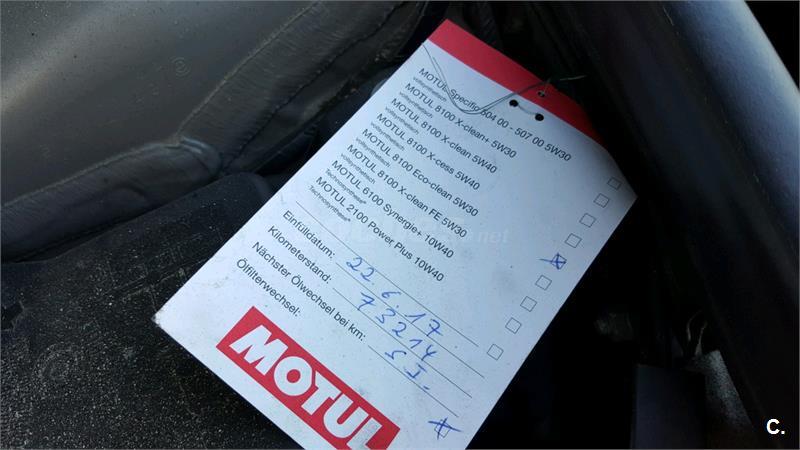 MOTUL Specific 504 00 - 507 00 5W30
vollsynthetisch
MOTUL 8100 X-clean+ 5W30
vollsynthetisch
MOTUL 8100 X-clean 5W40
vollsynthetisch
MOTUL 8100 X-cess 5W40
vollsynthetisch
MOTUL 8100 Eco-clean 5W30
vollsynthetisch
MOTUL 8100 X-clean FE 5W30
vollsynthetisch
MOTUL 6100 Synergie+ 10W40
Technosynthese®
MOTUL 2100 Power Plus 10W40
Technosynthese®
Einfülldatum: 22.6.17
Kilometerstand: 73214
Nächster Ölwechsel bei km: S I.
Ölfilterwechsel:
MOTUL
C.